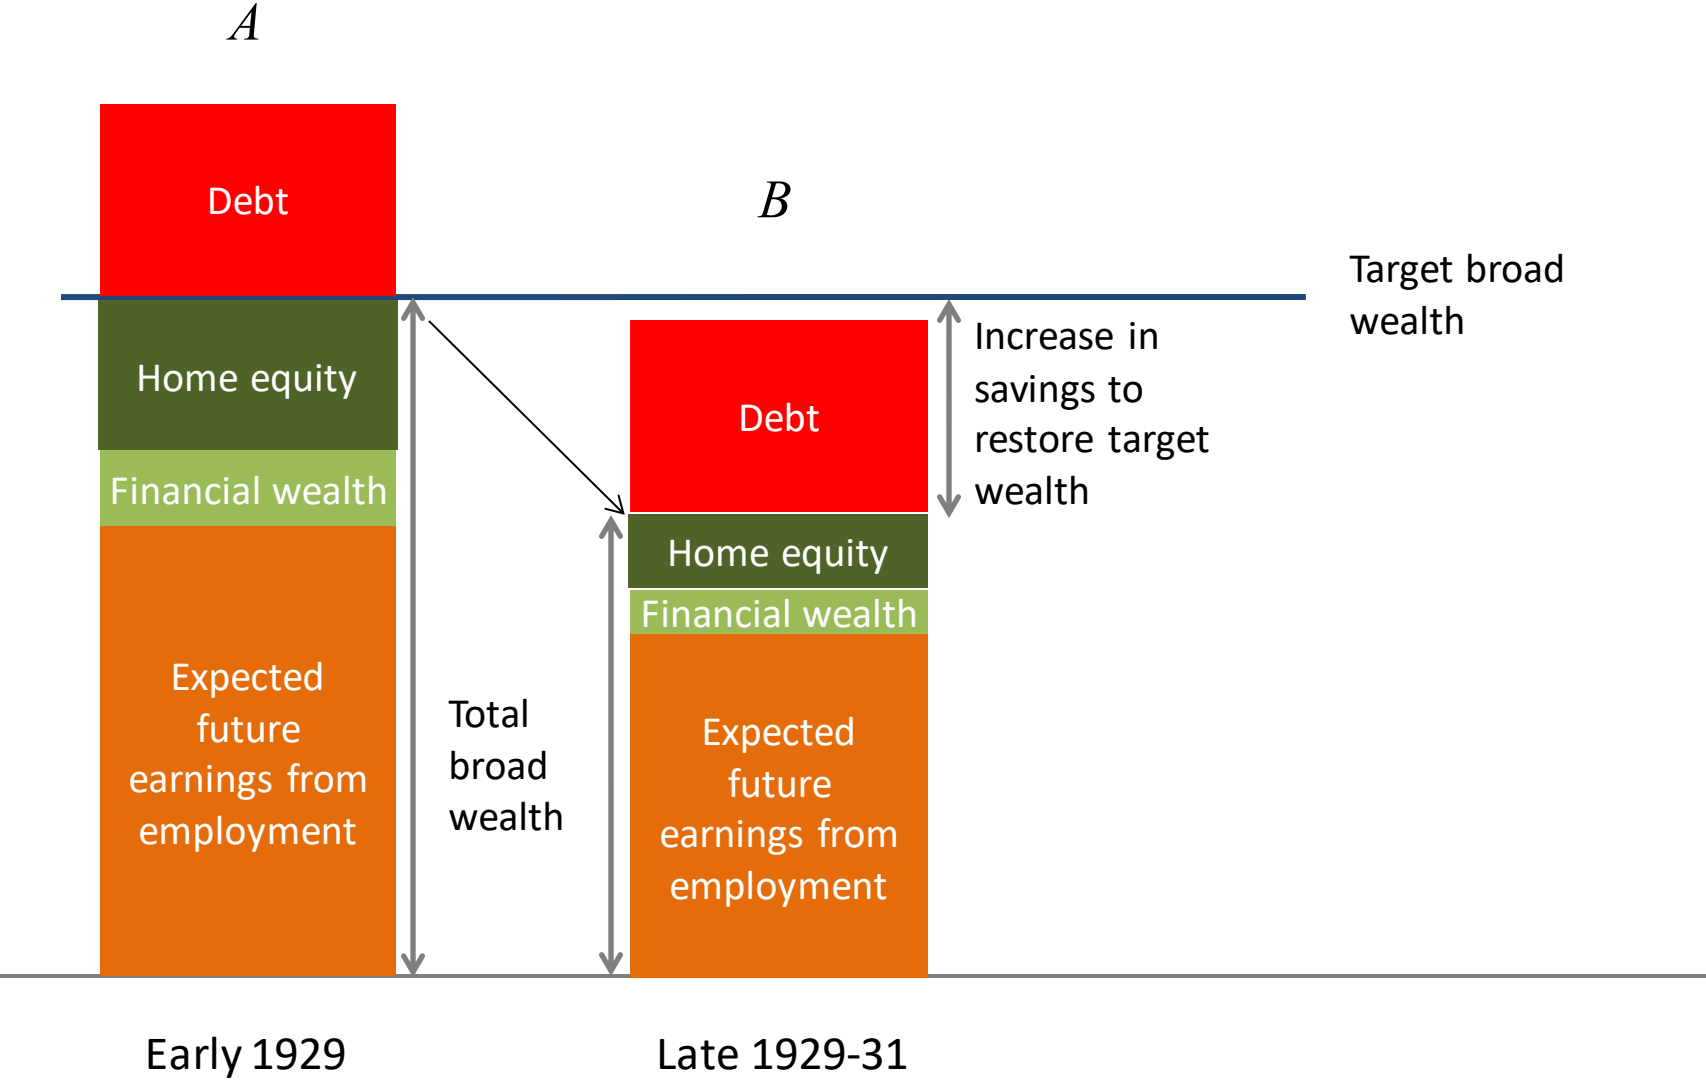 A
Debt
Home equity
Financial wealth
Expected
future
earnings from
employment
Total
broad
wealth
B
Debt
Home equity
Financial wealth
Expected
future
earnings from
employment
Increase in
savings to
restore target
wealth
Target broad
wealth
Early 1929
Late 1929-31